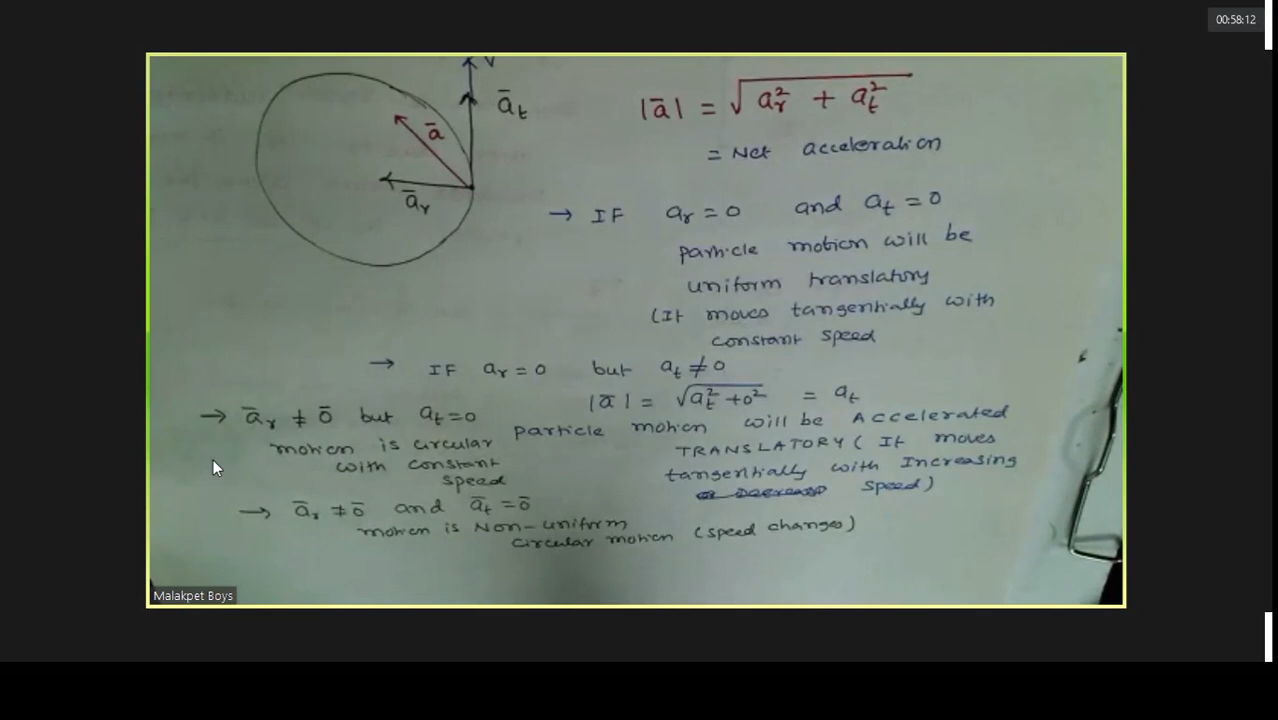 00:58:12
V
āₜ
ā
āᵣ
|ā| = √(aᵣ² + aₜ²)
= Net acceleration
→ IF aᵣ = 0 and aₜ = 0
particle motion will be
uniform translatory
(It moves tangentially with
constant speed
→ IF aᵣ = 0 but aₜ ≠ 0
|ā| = √(aₜ² + 0²) = aₜ
particle motion will be Accelerated
TRANSLATORY ( It moves
tangentially with Increasing
speed)
→ āᵣ ≠ ō but aₜ = 0
motion is circular
with constant
speed
→ āᵣ ≠ ō and āₜ = ō
motion is Non-uniform
circular motion (speed changes)
Malakpet Boys